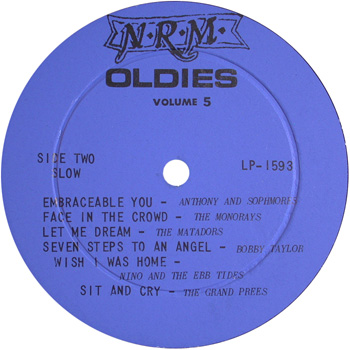 N·R·M·
OLDIES
VOLUME 5
SIDE TWO
SLOW
LP-1593
EMBRACEABLE YOU - ANTHONY AND SOPHMORES
FACE IN THE CROWD - THE MONORAYS
LET ME DREAM - THE MATADORS
SEVEN STEPS TO AN ANGEL - BOBBY TAYLOR
WISH I WAS HOME -
NINO AND THE EBB TIDES
SIT AND CRY - THE GRAND PREES